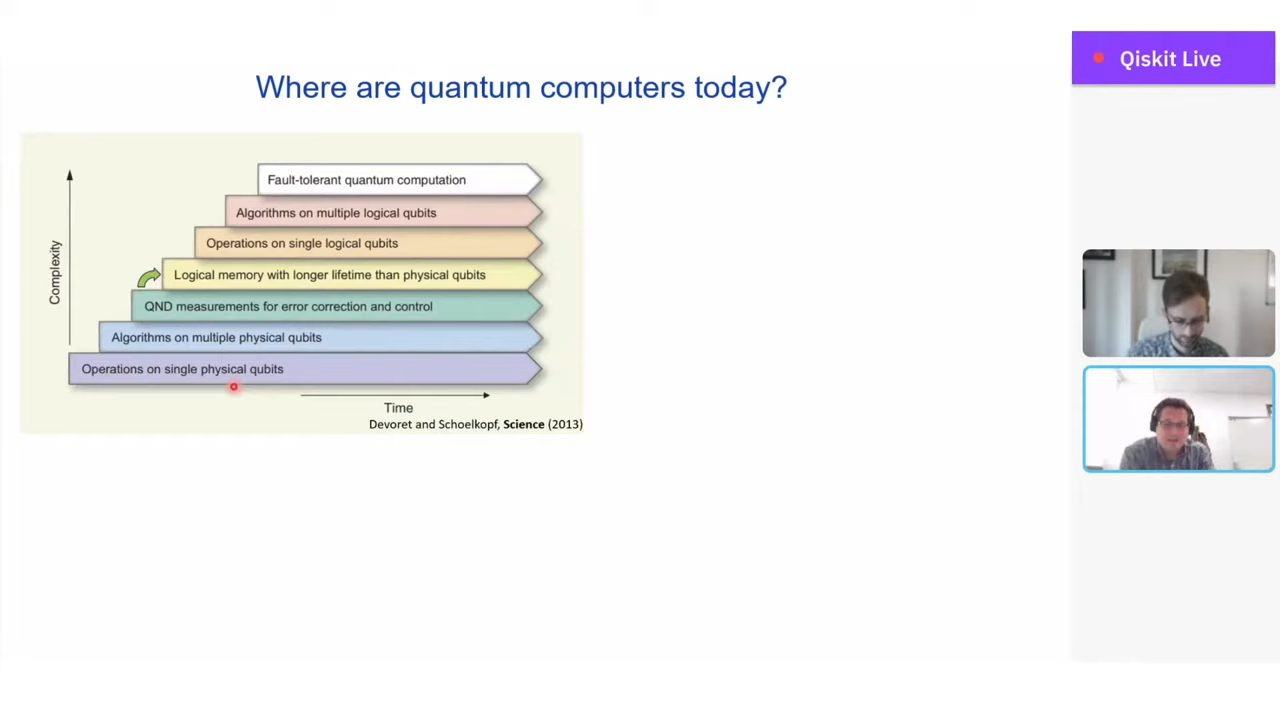 Qiskit Live
Where are quantum computers today?
Complexity
Fault-tolerant quantum computation
Algorithms on multiple logical qubits
Operations on single logical qubits
Logical memory with longer lifetime than physical qubits
QND measurements for error correction and control
Algorithms on multiple physical qubits
Operations on single physical qubits
Time
Devoret and Schoelkopf, Science (2013)